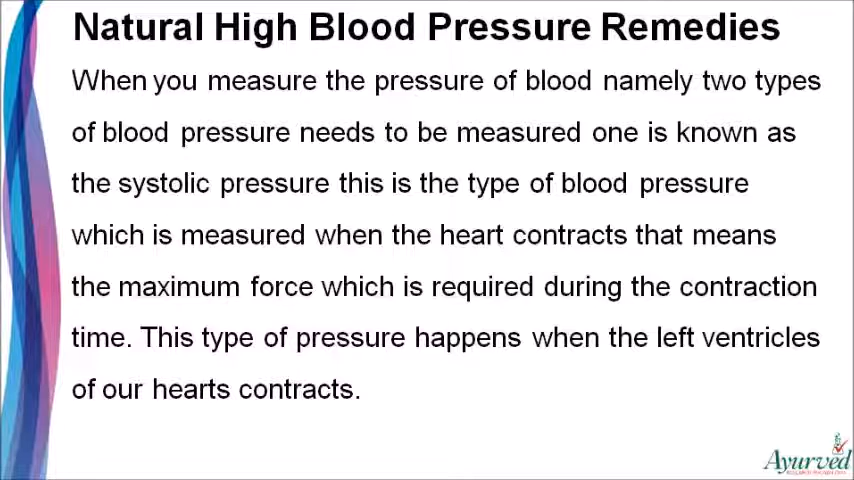 Natural High Blood Pressure Remedies
When you measure the pressure of blood namely two types
of blood pressure needs to be measured one is known as
the systolic pressure this is the type of blood pressure
which is measured when the heart contracts that means
the maximum force which is required during the contraction
time. This type of pressure happens when the left ventricles
of our hearts contracts.
Ayurved